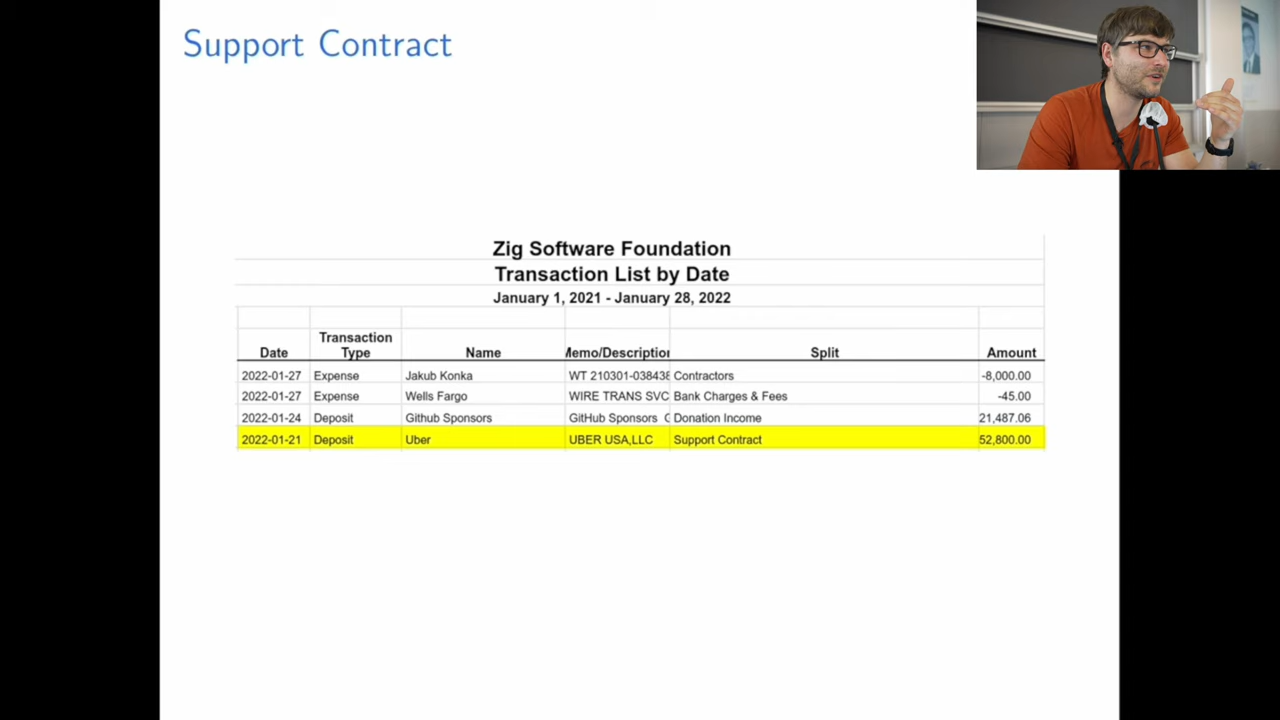 Support Contract
Zig Software Foundation
Transaction List by Date
January 1, 2021 - January 28, 2022
Date Transaction Type Name Memo/Description Split Amount
2022-01-27 Expense Jakub Konka WT 210301-038438 Contractors -8,000.00
2022-01-27 Expense Wells Fargo WIRE TRANS SVC Bank Charges & Fees -45.00
2022-01-24 Deposit Github Sponsors GitHub Sponsors Donation Income 21,487.06
2022-01-21 Deposit Uber UBER USA,LLC Support Contract 52,800.00